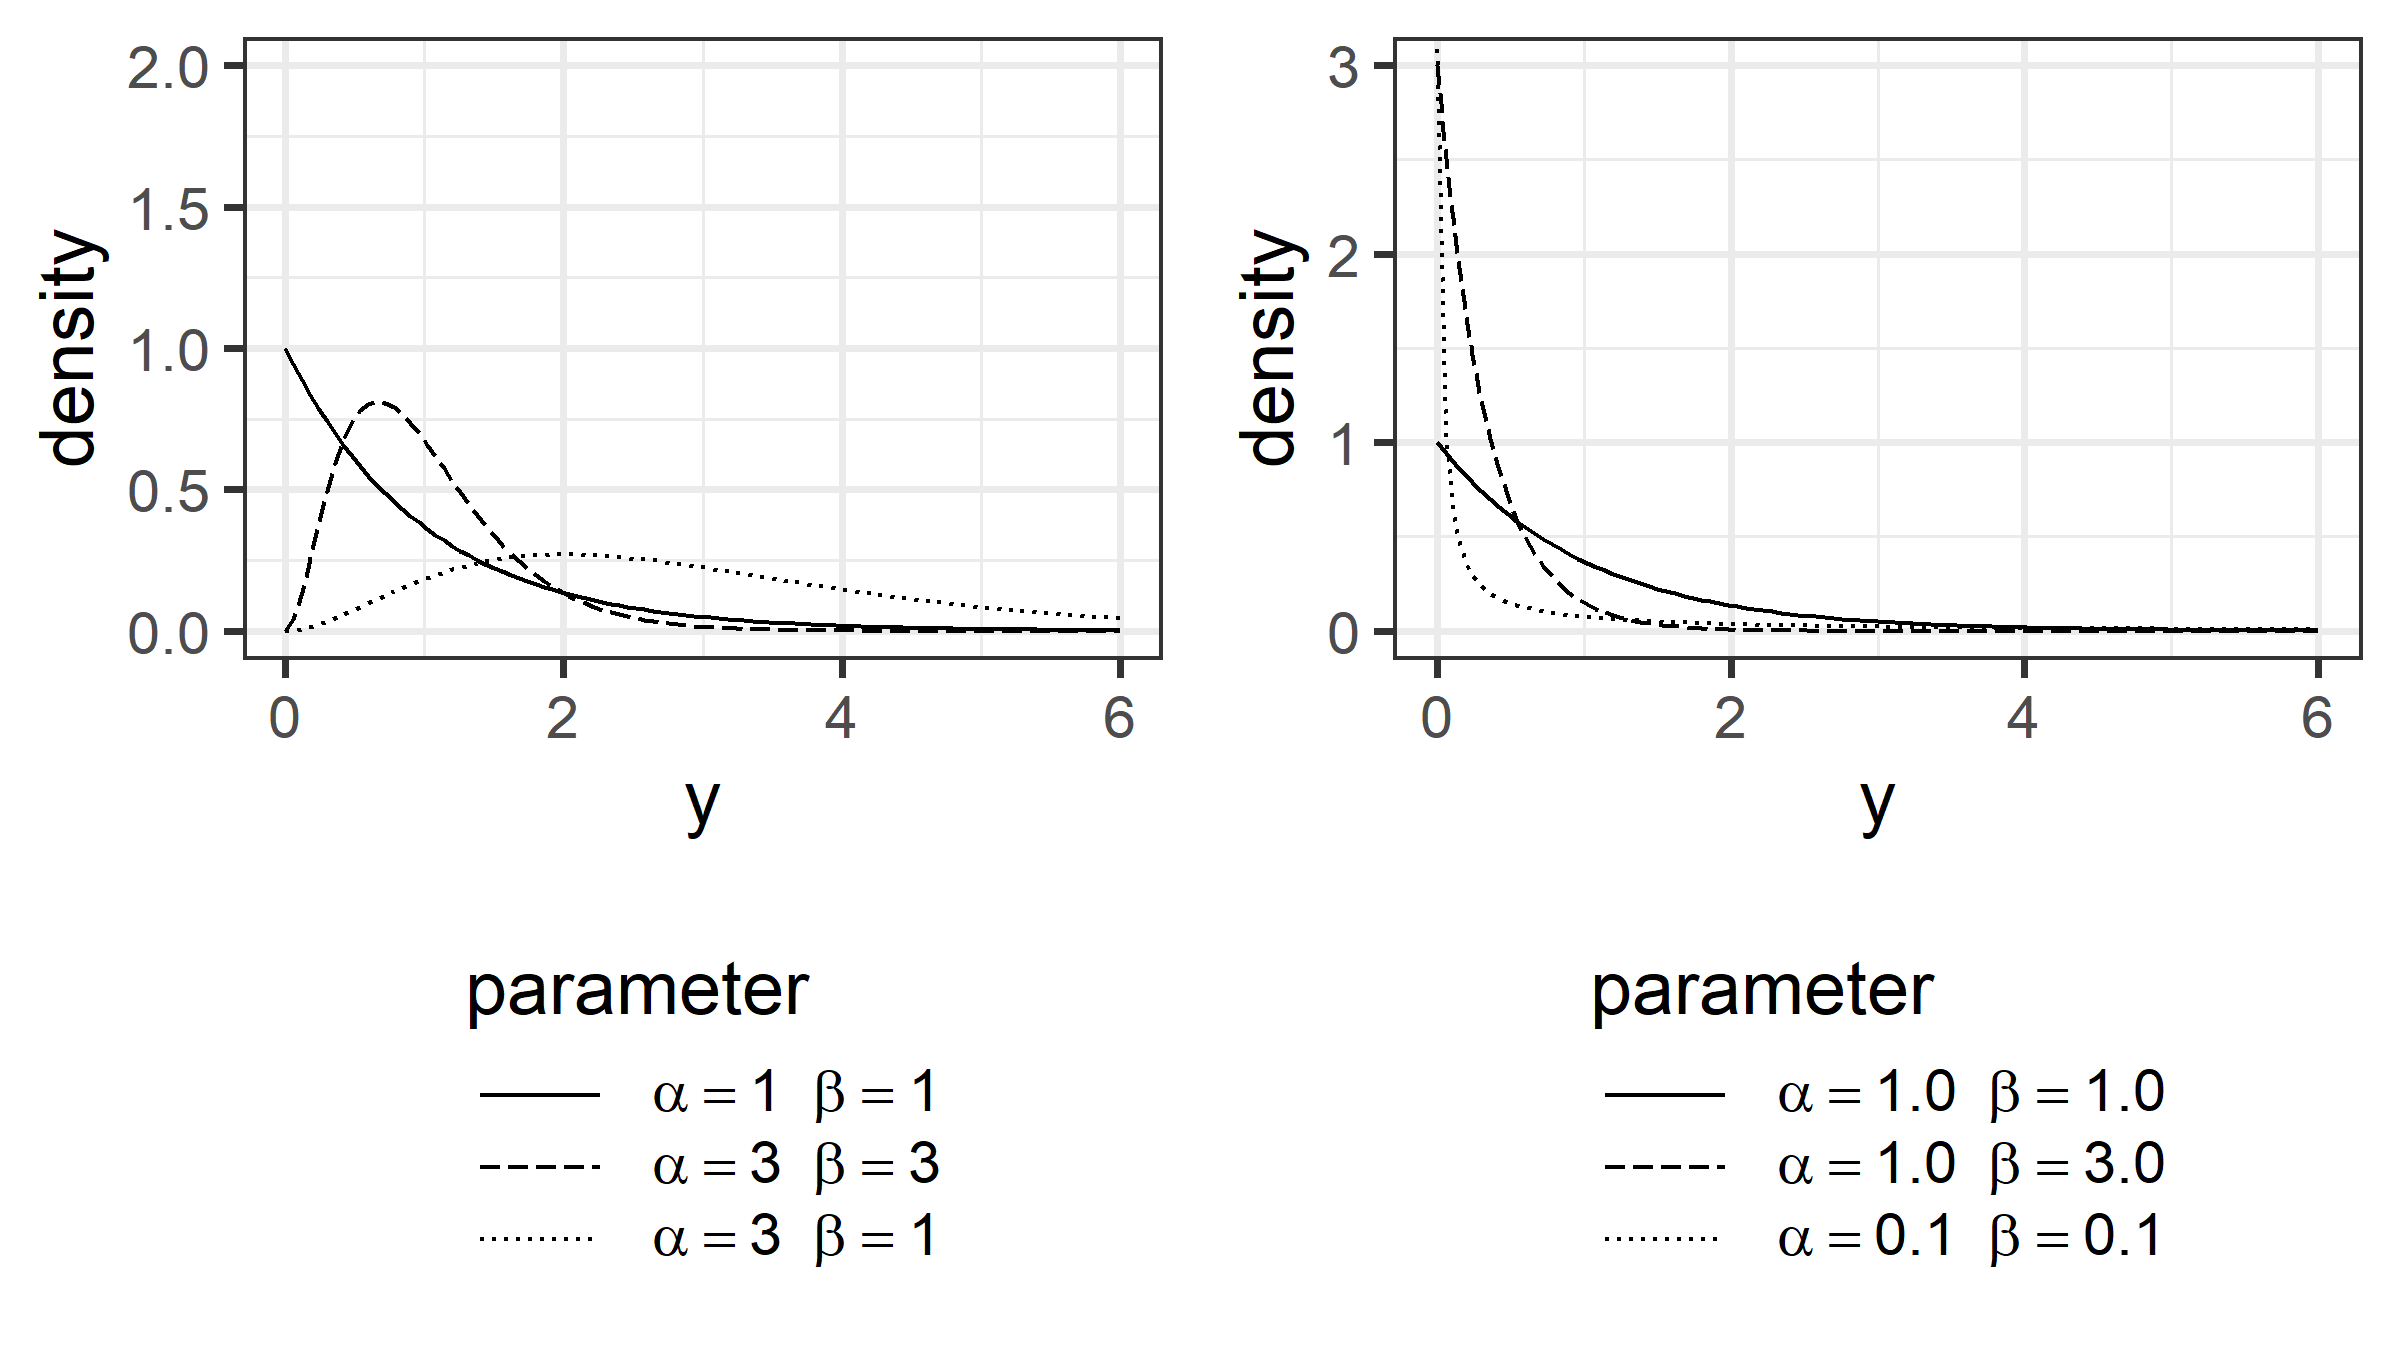 density
2.0
1.5
1.0
0.5
0.0
0 2 4 6
y
parameter
α = 1 β = 1
α = 3 β = 3
α = 3 β = 1
density
3
2
1
0
0 2 4 6
y
parameter
α = 1.0 β = 1.0
α = 1.0 β = 3.0
α = 0.1 β = 0.1